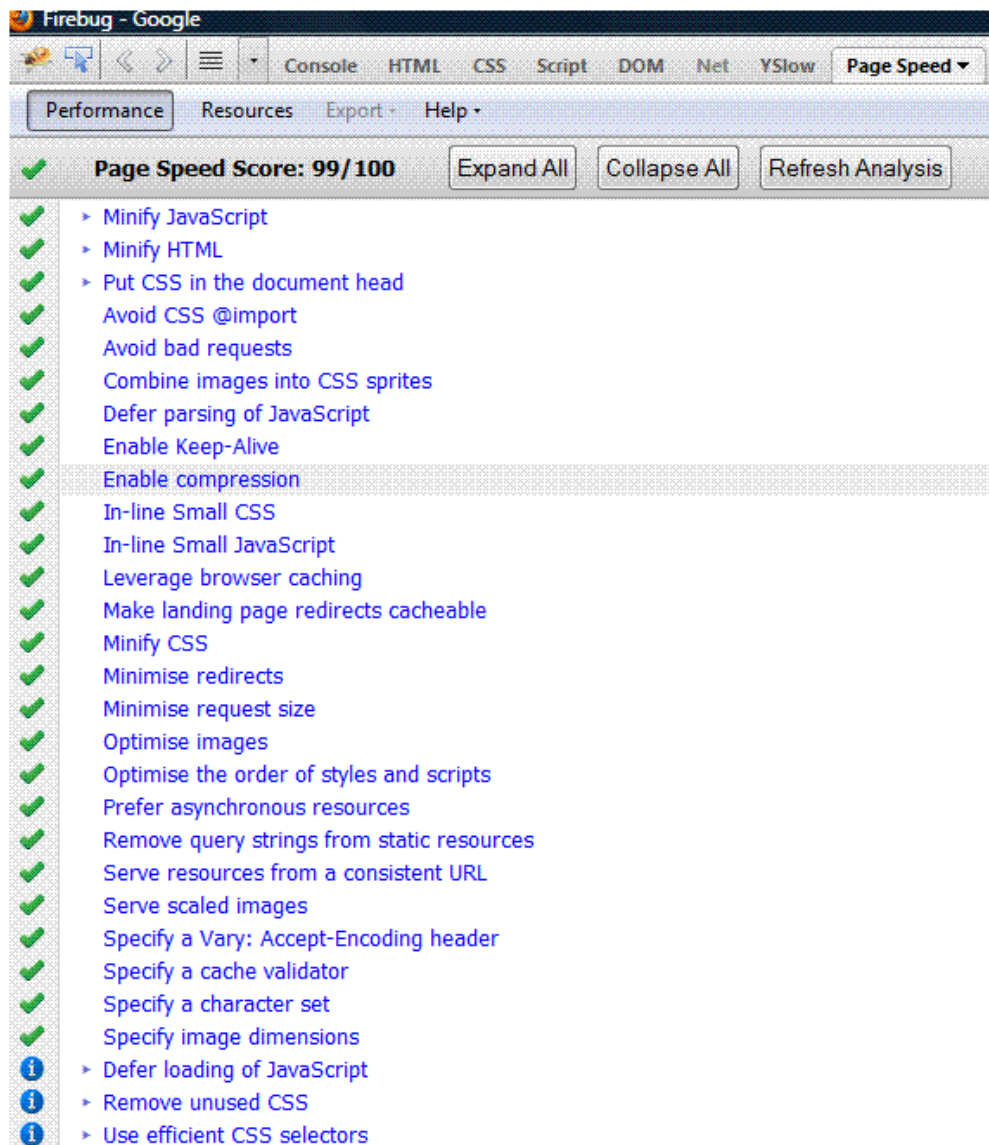 Firebug - Google
Console HTML CSS Script DOM Net YSlow Page Speed
Performance Resources Export Help
Page Speed Score: 99/100 Expand All Collapse All Refresh Analysis
Minify JavaScript
Minify HTML
Put CSS in the document head
Avoid CSS @import
Avoid bad requests
Combine images into CSS sprites
Defer parsing of JavaScript
Enable Keep-Alive
Enable compression
In-line Small CSS
In-line Small JavaScript
Leverage browser caching
Make landing page redirects cacheable
Minify CSS
Minimise redirects
Minimise request size
Optimise images
Optimise the order of styles and scripts
Prefer asynchronous resources
Remove query strings from static resources
Serve resources from a consistent URL
Serve scaled images
Specify a Vary: Accept-Encoding header
Specify a cache validator
Specify a character set
Specify image dimensions
Defer loading of JavaScript
Remove unused CSS
Use efficient CSS selectors